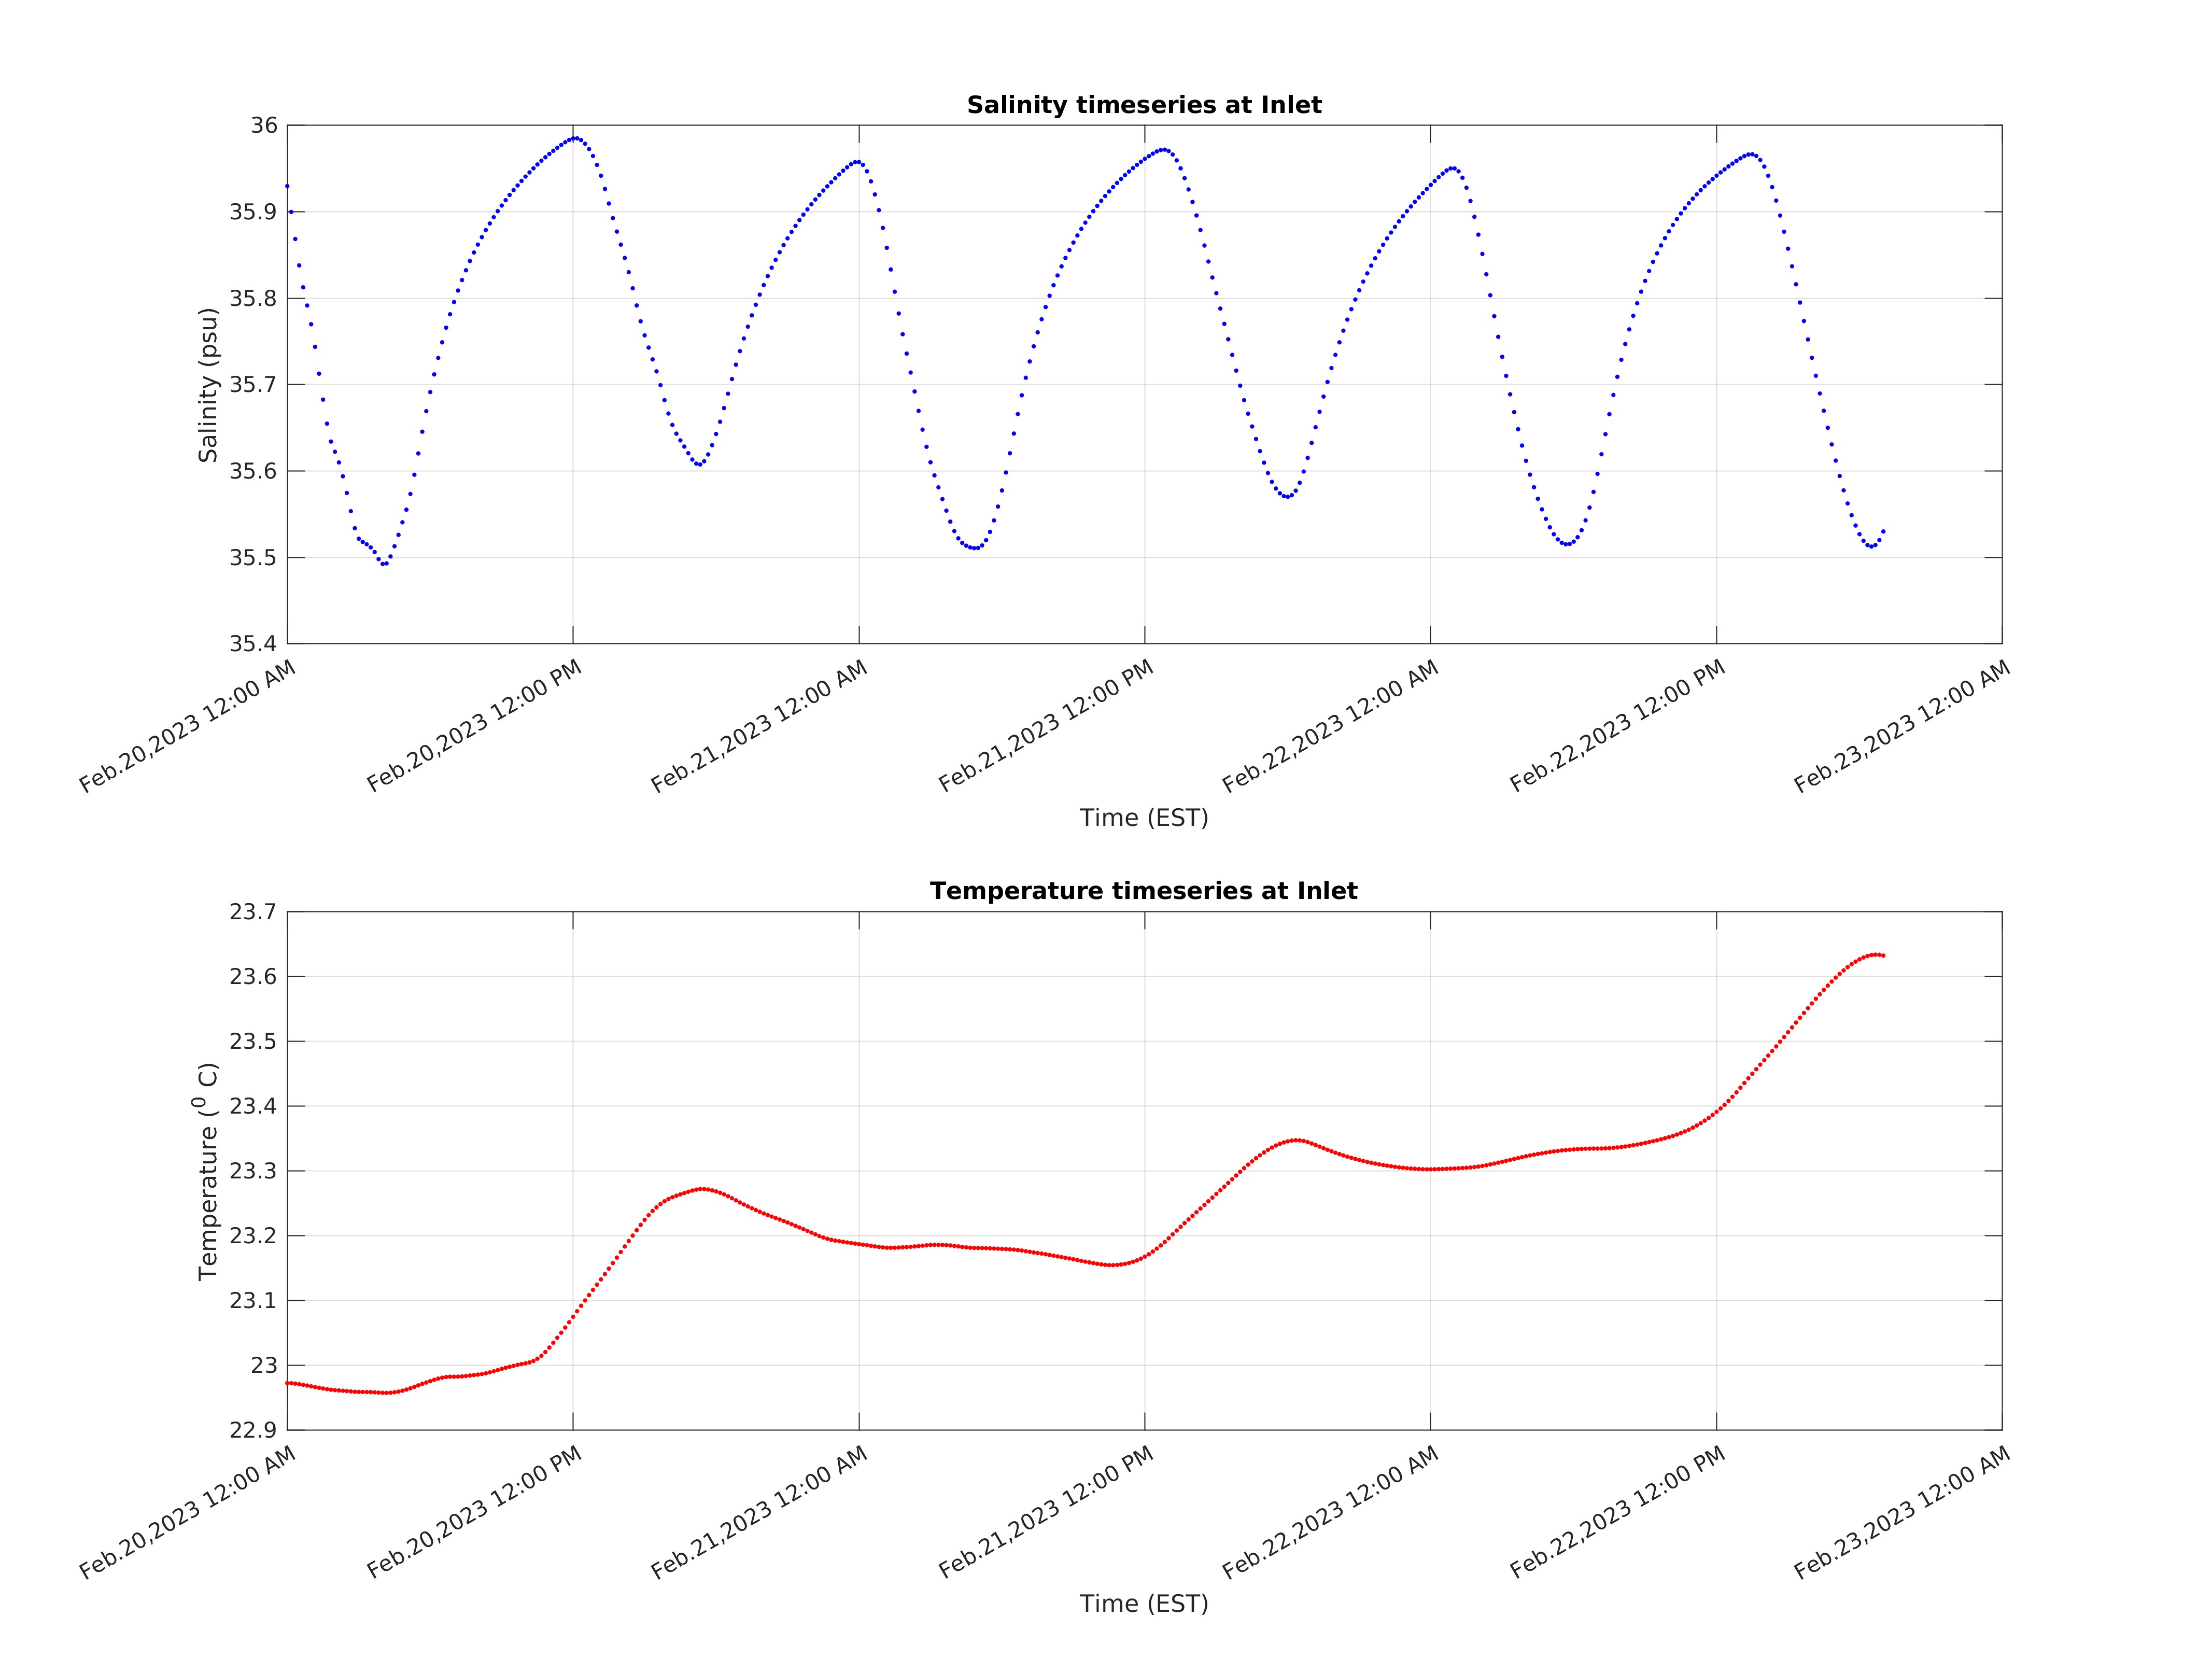 Salinity timeseries at Inlet
Salinity (psu)
36
35.9
35.8
35.7
35.6
35.5
35.4
Feb.20,2023 12:00 AM
Feb.20,2023 12:00 PM
Feb.21,2023 12:00 AM
Feb.21,2023 12:00 PM
Feb.22,2023 12:00 AM
Feb.22,2023 12:00 PM
Feb.23,2023 12:00 AM
Time (EST)
Temperature timeseries at Inlet
Temperature (⁰ C)
23.7
23.6
23.5
23.4
23.3
23.2
23.1
23
22.9
Feb.20,2023 12:00 AM
Feb.20,2023 12:00 PM
Feb.21,2023 12:00 AM
Feb.21,2023 12:00 PM
Feb.22,2023 12:00 AM
Feb.22,2023 12:00 PM
Feb.23,2023 12:00 AM
Time (EST)